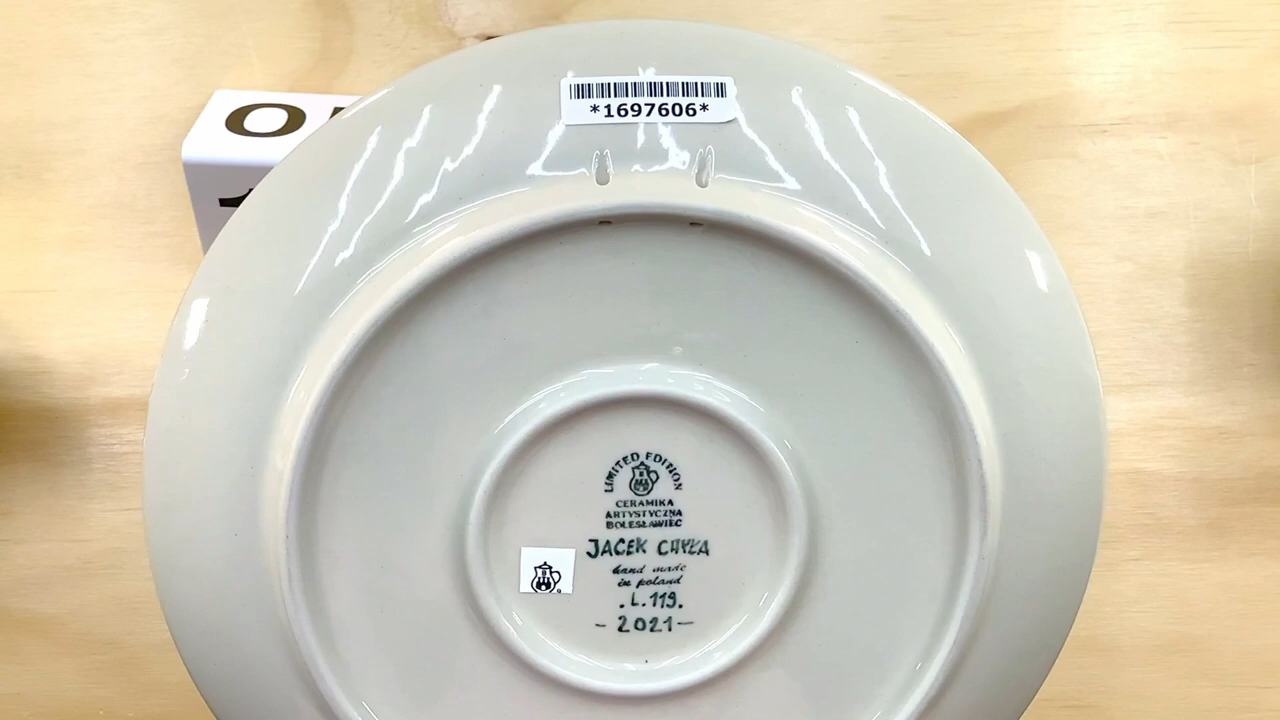 *1697606*
LIMITED EDITION
CERAMIKA
ARTYSTYCZNA
BOLESŁAWIEC
JACEK CHYŁA
hand made
in poland
.L.119.
- 2021 -